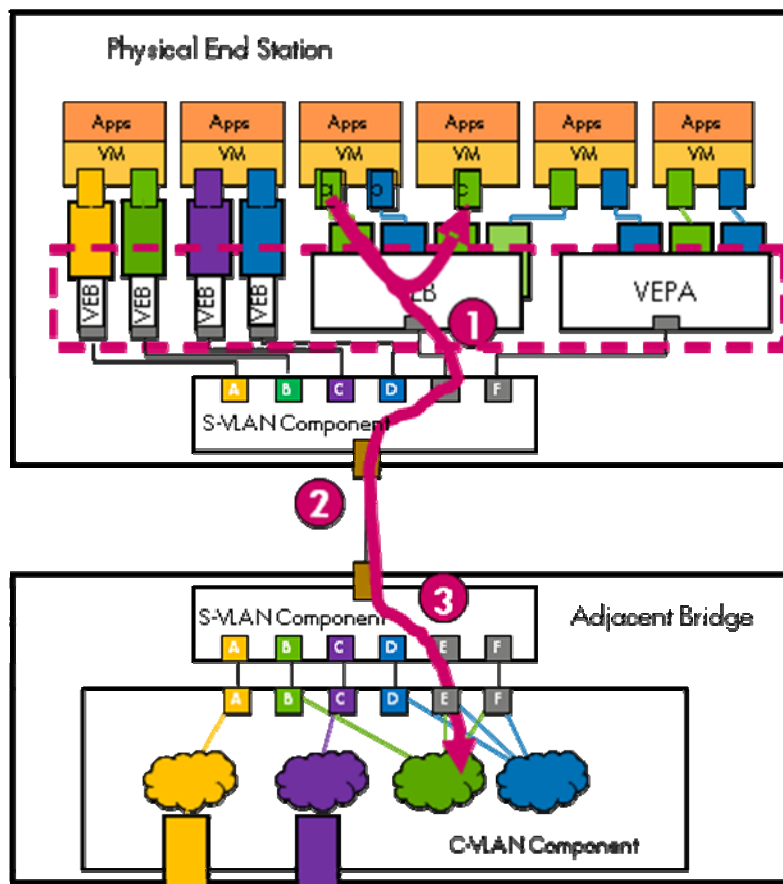 Physical End Station
Apps Apps Apps Apps Apps Apps
VM VM VM VM VM VM
VEB VEB VEB VEB VEPA
1
A B C D F
S-VLAN Component
2
3
S-VLAN Component
Adjacent Bridge
A B C D E F
A B C D E F
C-VLAN Component